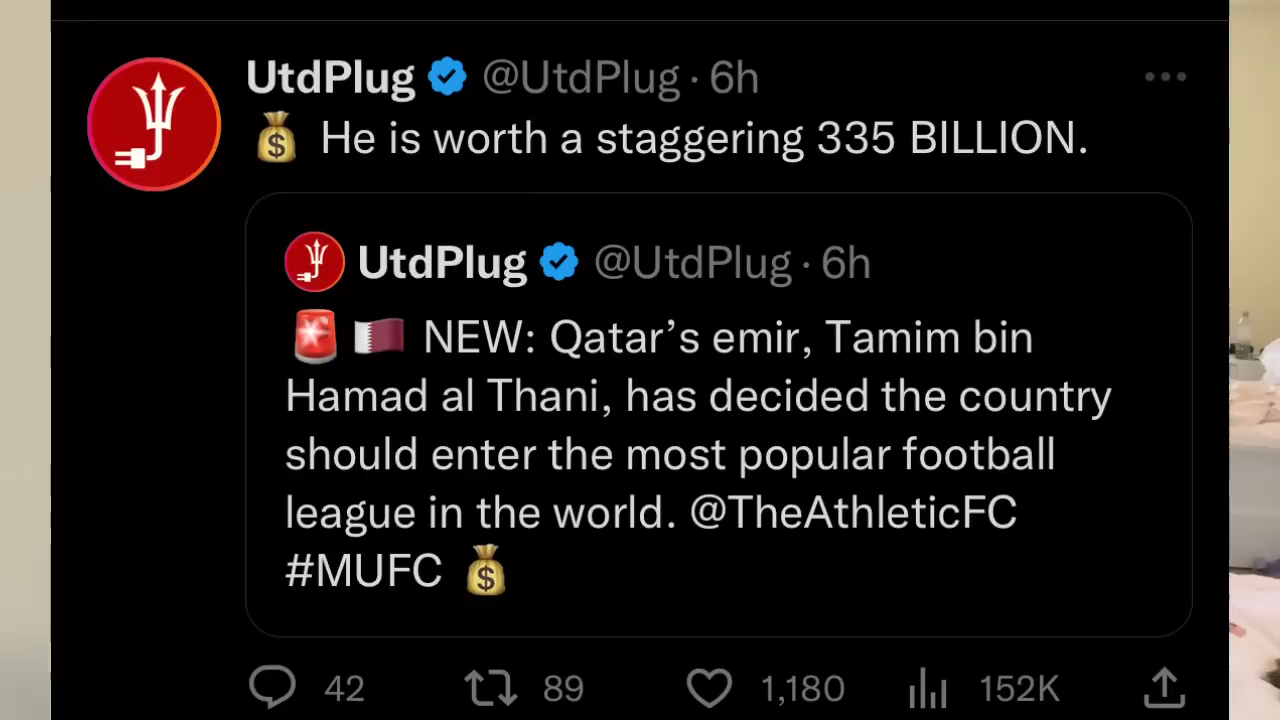 UtdPlug @UtdPlug · 6h
💰 He is worth a staggering 335 BILLION.
UtdPlug @UtdPlug · 6h
🚨🇶🇦 NEW: Qatar’s emir, Tamim bin
Hamad al Thani, has decided the country
should enter the most popular football
league in the world. @TheAthleticFC
#MUFC 💰
42 89 1,180 152K